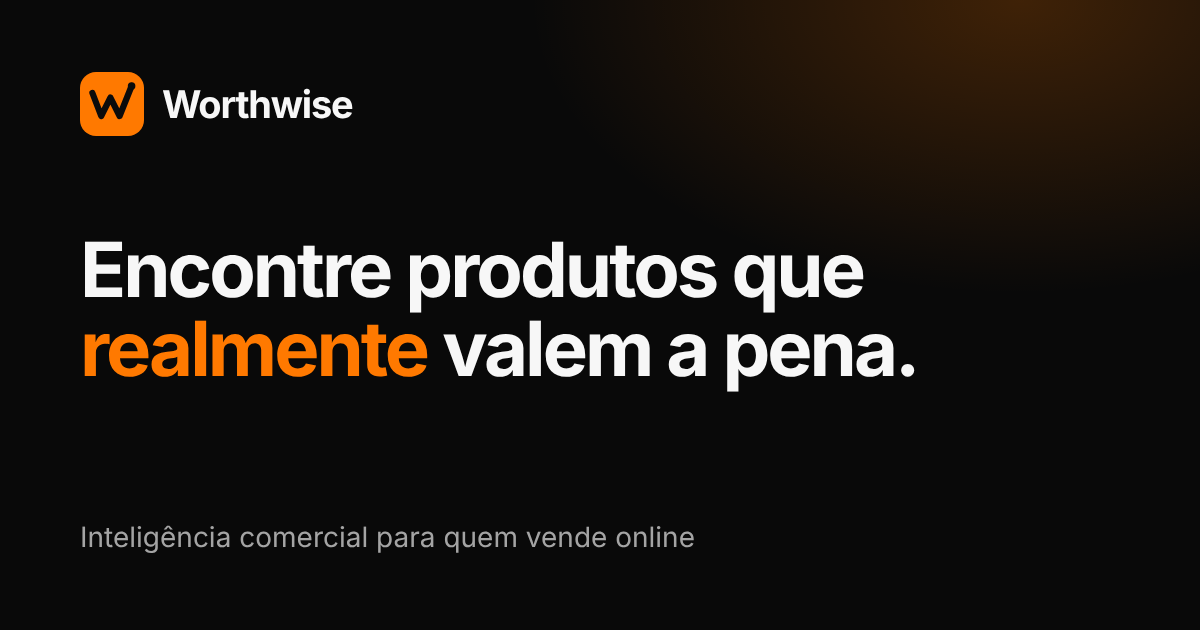 Worthwise
Encontre produtos que
realmente valem a pena.
Inteligência comercial para quem vende online